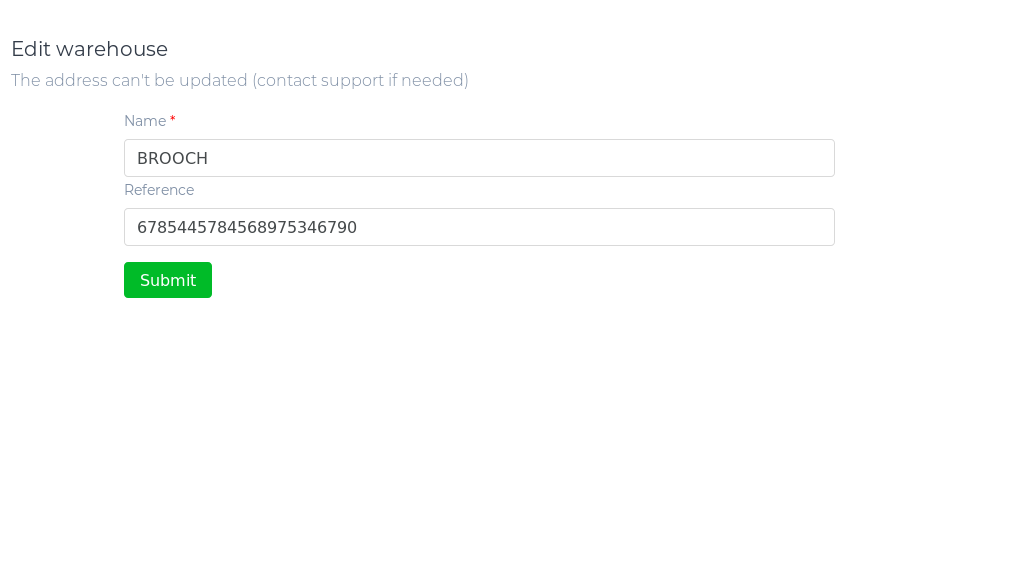 Edit warehouse
The address can't be updated (contact support if needed)
Name *
BROOCH
Reference
6785445784568975346790
Submit